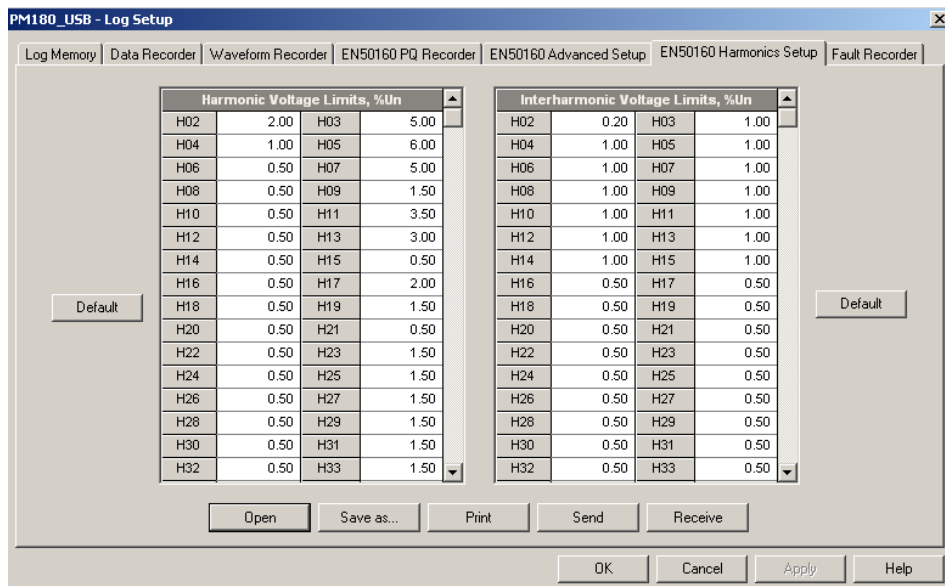 PM180_USB - Log Setup
Log Memory Data Recorder Waveform Recorder EN50160 PQ Recorder EN50160 Advanced Setup EN50160 Harmonics Setup Fault Recorder
Harmonic Voltage Limits, %Un
H02 2.00 H03 5.00
H04 1.00 H05 6.00
H06 0.50 H07 5.00
H08 0.50 H09 1.50
H10 0.50 H11 3.50
H12 0.50 H13 3.00
H14 0.50 H15 0.50
H16 0.50 H17 2.00
H18 0.50 H19 1.50
H20 0.50 H21 0.50
H22 0.50 H23 1.50
H24 0.50 H25 1.50
H26 0.50 H27 1.50
H28 0.50 H29 1.50
H30 0.50 H31 1.50
H32 0.50 H33 1.50
Interharmonic Voltage Limits, %Un
H02 0.20 H03 1.00
H04 1.00 H05 1.00
H06 1.00 H07 1.00
H08 1.00 H09 1.00
H10 1.00 H11 1.00
H12 1.00 H13 1.00
H14 1.00 H15 1.00
H16 0.50 H17 0.50
H18 0.50 H19 0.50
H20 0.50 H21 0.50
H22 0.50 H23 0.50
H24 0.50 H25 0.50
H26 0.50 H27 0.50
H28 0.50 H29 0.50
H30 0.50 H31 0.50
H32 0.50 H33 0.50
Default
Default
Open Save as... Print Send Receive
OK Cancel Apply Help